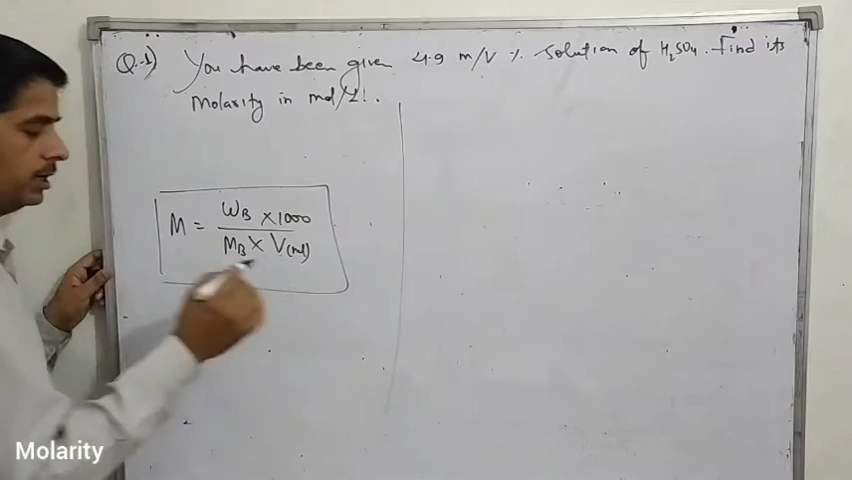 Q.1) You have been given 4.9 m/V % solution of H₂SO₄. Find its
Molarity in mol/L.
M = W_B × 1000 / M_B × V(ml)
Molarity